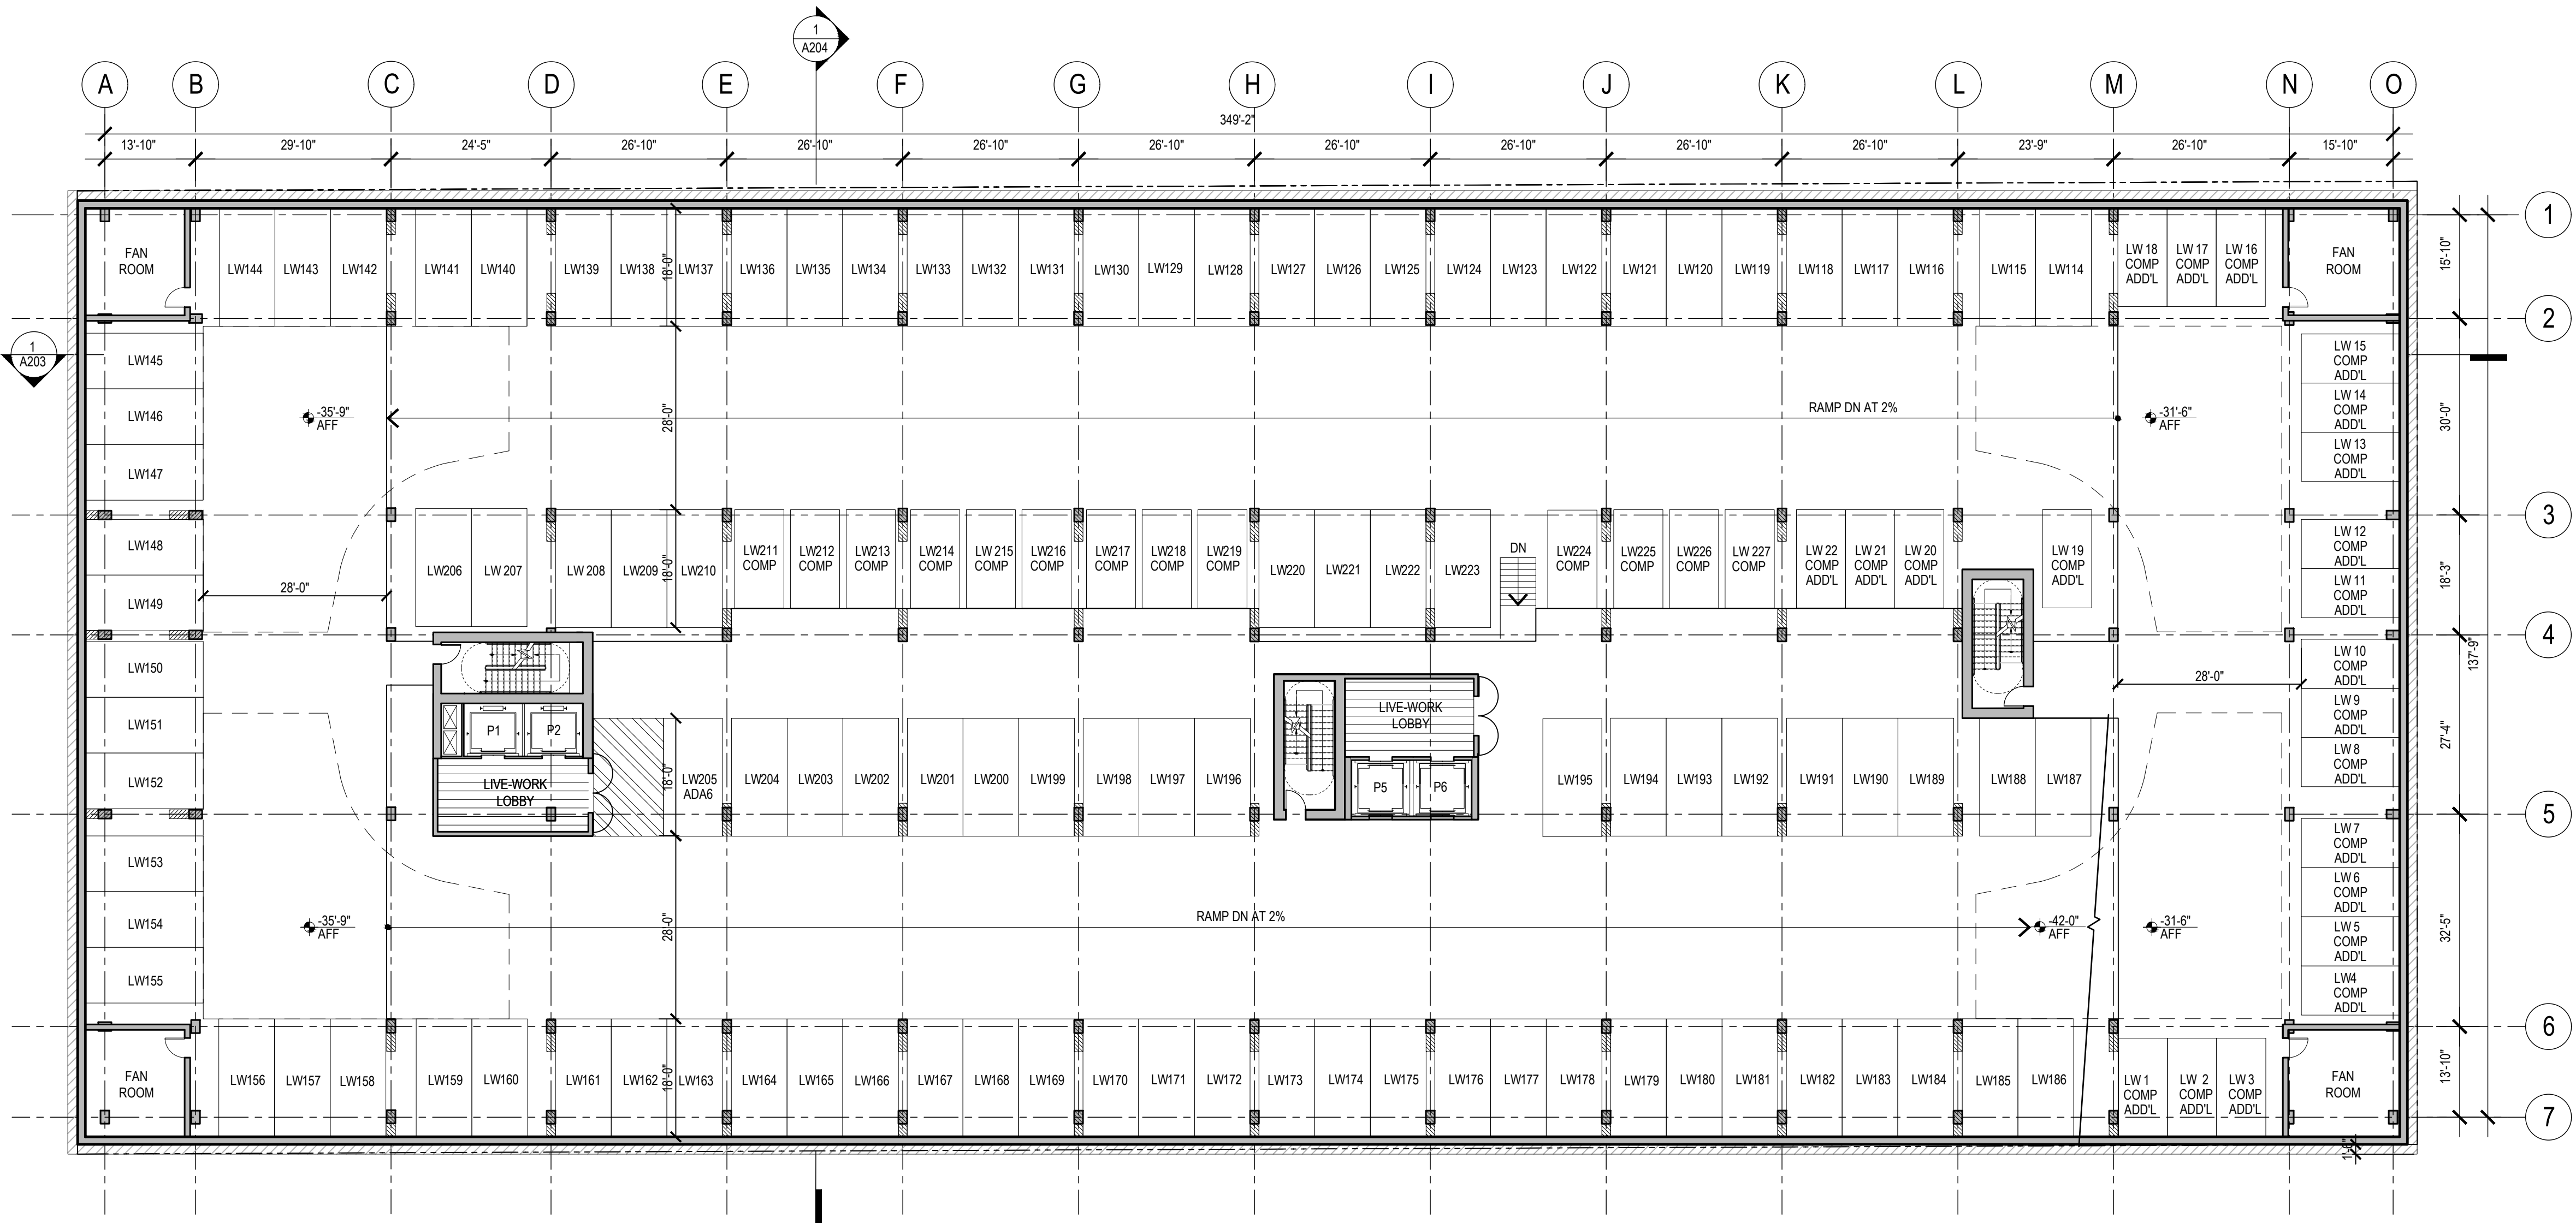 1
A204
A B C D E F G H I J K L M N O
349'-2"
13'-10" 29'-10" 24'-5" 26'-10" 26'-10" 26'-10" 26'-10" 26'-10" 26'-10" 26'-10" 26'-10" 23'-9" 26'-10" 15'-10"
1
FAN
ROOM
LW144 LW143 LW142 LW141 LW140 LW139 LW138 LW137 LW136 LW135 LW134 LW133 LW132 LW131 LW130 LW129 LW128 LW127 LW126 LW125 LW124 LW123 LW122 LW121 LW120 LW119 LW118 LW117 LW116 LW115 LW114
18'-0"
LW 18
COMP
ADD'L
LW 17
COMP
ADD'L
LW 16
COMP
ADD'L
FAN
ROOM
15'-10"
2
1
A203
LW145
LW146
LW147
-35'-9"
AFF
28'-0"
RAMP DN AT 2%
-31'-6"
AFF
LW 15
COMP
ADD'L
LW 14
COMP
ADD'L
LW 13
COMP
ADD'L
30'-0"
3
LW148
LW149
28'-0"
LW206 LW 207 LW 208 LW209 LW210
18'-0"
LW211
COMP
LW212
COMP
LW213
COMP
LW214
COMP
LW 215
COMP
LW216
COMP
LW217
COMP
LW218
COMP
LW219
COMP
LW220 LW221 LW222 LW223
DN
LW224
COMP
LW225
COMP
LW226
COMP
LW 227
COMP
LW 22
COMP
ADD'L
LW 21
COMP
ADD'L
LW 20
COMP
ADD'L
LW 19
COMP
ADD'L
LW 12
COMP
ADD'L
LW 11
COMP
ADD'L
18'-3"
4
137'-9"
LW150
LW151
LW152
P1 P2
LIVE-WORK
LOBBY
18'-0"
LW205
ADA6
LW204 LW203 LW202 LW201 LW200 LW199 LW198 LW197 LW196
LIVE-WORK
LOBBY
P5 P6
LW195 LW194 LW193 LW192 LW191 LW190 LW189 LW188 LW187
28'-0"
LW 10
COMP
ADD'L
LW 9
COMP
ADD'L
LW 8
COMP
ADD'L
27'-4"
5
LW153
LW154
LW155
-35'-9"
AFF
28'-0"
RAMP DN AT 2%
-42-0"
AFF
-31-6"
AFF
LW 7
COMP
ADD'L
LW 6
COMP
ADD'L
LW 5
COMP
ADD'L
LW4
COMP
ADD'L
32'-5"
6
FAN
ROOM
LW156 LW157 LW158 LW159 LW160 LW161 LW162 LW163 LW164 LW165 LW166 LW167 LW168 LW169 LW170 LW171 LW172 LW173 LW174 LW175 LW176 LW177 LW178 LW179 LW180 LW181 LW182 LW183 LW184 LW185 LW186
18'-0"
LW 1
COMP
ADD'L
LW 2
COMP
ADD'L
LW 3
COMP
ADD'L
FAN
ROOM
13'-10"
7
1'-6"